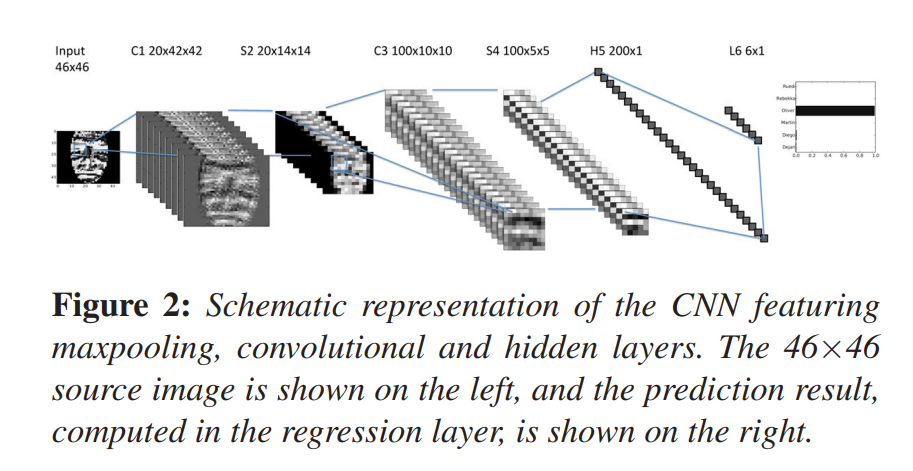 Input 46x46
C1 20x42x42
S2 20x14x14
C3 100x10x10
S4 100x5x5
H5 200x1
L6 6x1
Ruedi
Rebekka
Oliver
Martin
Diego
Dejan
0.0 0.2 0.4 0.6 0.8 1.0
Figure 2: Schematic representation of the CNN featuring
maxpooling, convolutional and hidden layers. The 46×46
source image is shown on the left, and the prediction result,
computed in the regression layer, is shown on the right.